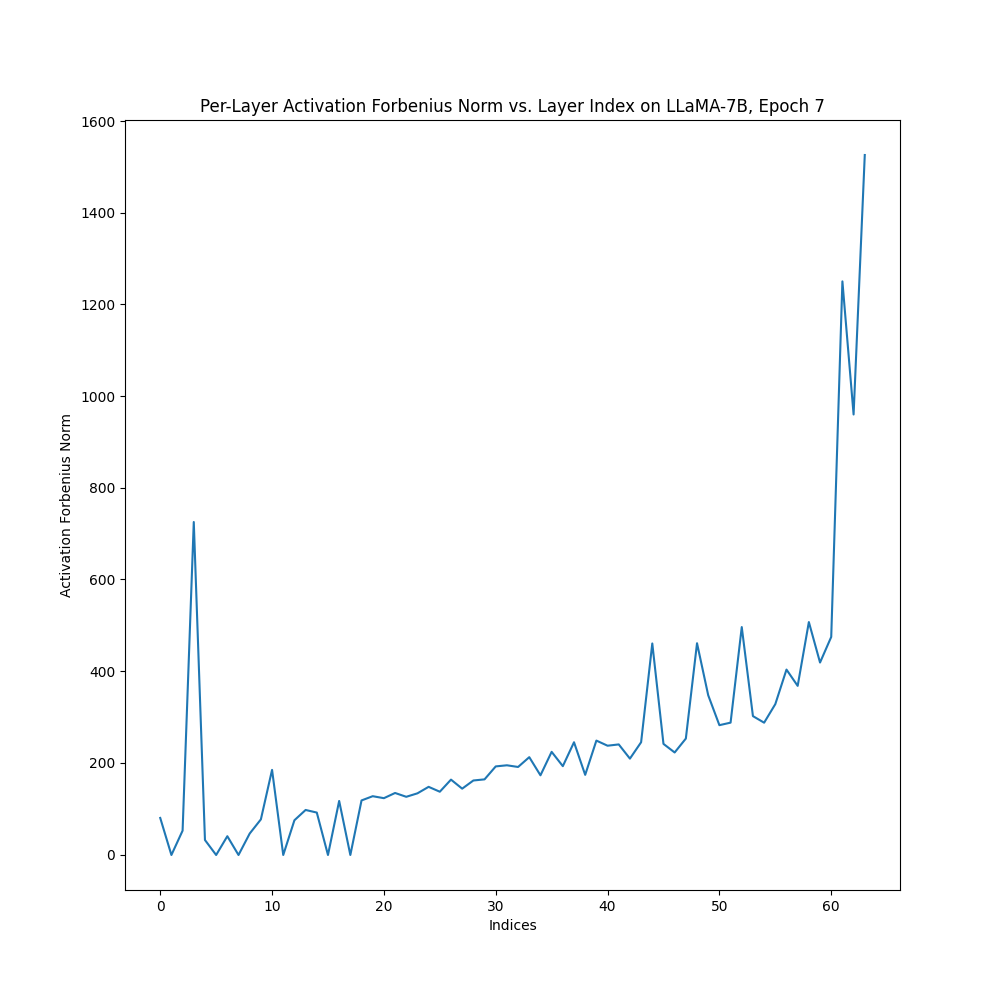 Per-Layer Activation Forbenius Norm vs. Layer Index on LLaMA-7B, Epoch 7
1600
1400
1200
1000
800
600
400
200
0
Activation Forbenius Norm
0 10 20 30 40 50 60
Indices